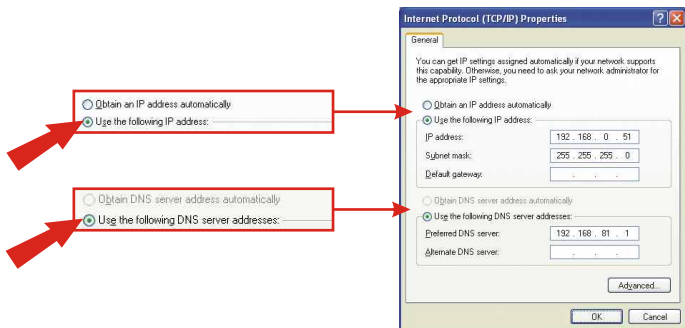 Internet Protocol (TCP/IP) Properties
General
You can get IP settings assigned automatically if your network supports
this capability. Otherwise, you need to ask your network administrator for
the appropriate IP settings.
Obtain an IP address automatically
Use the following IP address:
Obtain an IP address automatically
Use the following IP address:
IP address: 192 . 168 . 0 . 51
Subnet mask: 255 . 255 . 255 . 0
Default gateway: . . .
Obtain DNS server address automatically
Use the following DNS server addresses:
Obtain DNS server address automatically
Use the following DNS server addresses:
Preferred DNS server: 192 . 168 . 81 . 1
Alternate DNS server: . . .
Advanced...
OK Cancel